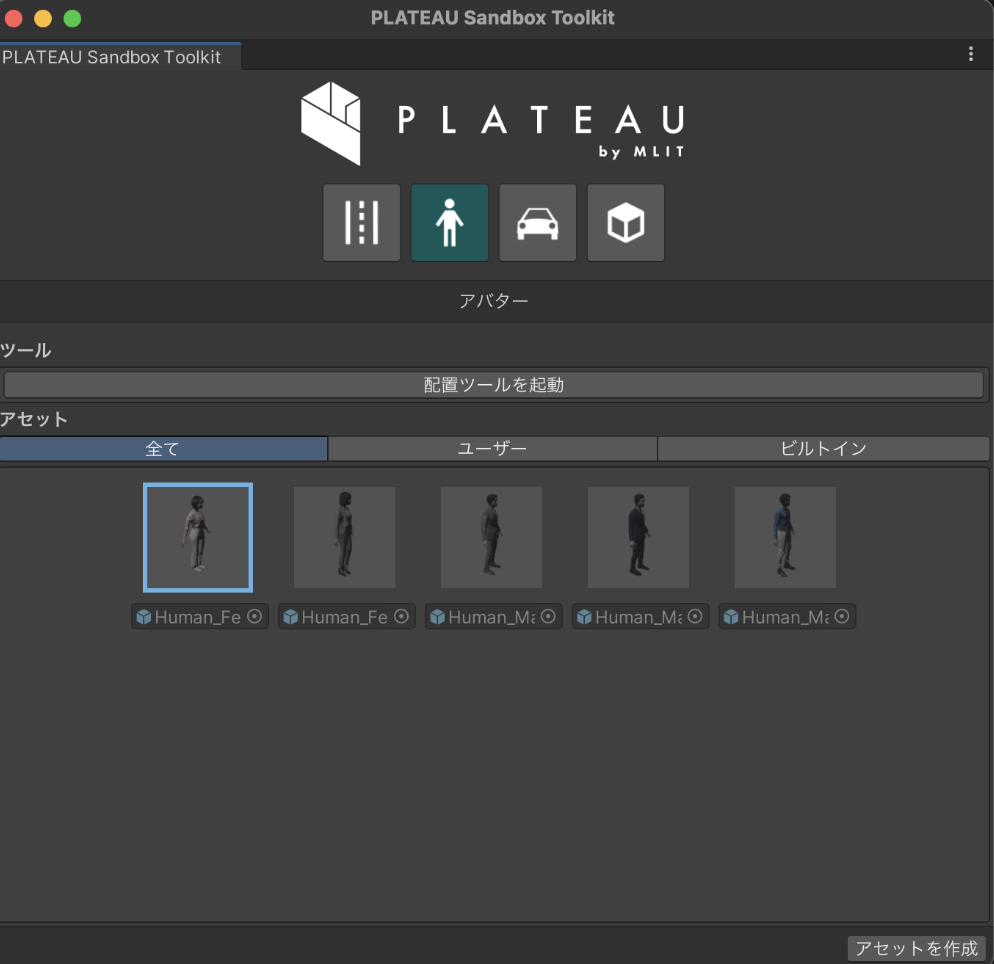 PLATEAU Sandbox Toolkit
PLATEAU Sandbox Toolkit
PLATEAU
by MLIT
アバター
ツール
配置ツールを起動
アセット
全て ユーザー ビルトイン
Human_Fe Human_Fe Human_Ma Human_Ma Human_Ma
アセットを作成